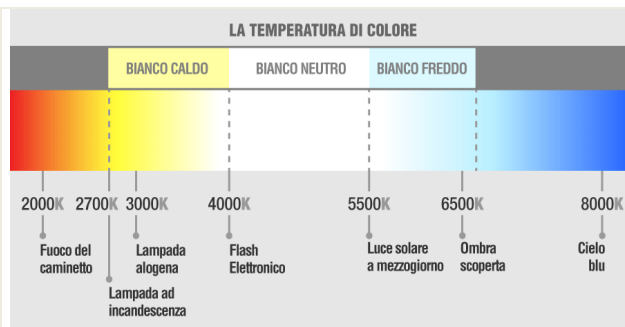 LA TEMPERATURA DI COLORE
BIANCO CALDO
BIANCO NEUTRO
BIANCO FREDDO
2000K
2700K
3000K
4000K
5500K
6500K
8000K
Fuoco del
caminetto
Lampada ad
incandescenza
Lampada
alogena
Flash
Elettronico
Luce solare
a mezzogiorno
Ombra
scoperta
Cielo
blu